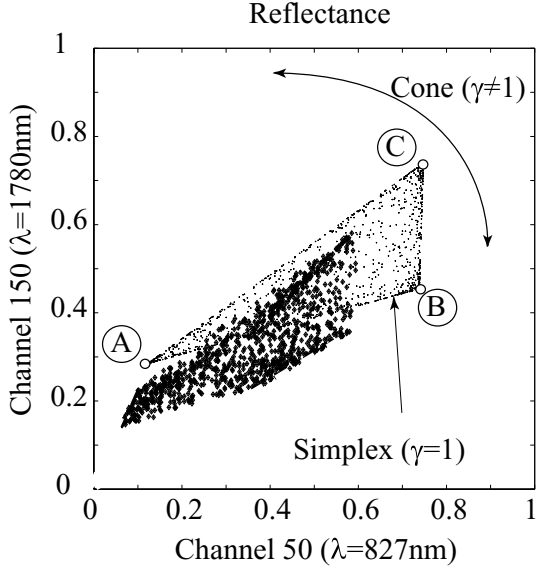 Reflectance
1
0.8
0.6
0.4
0.2
0
Channel 150 (λ=1780nm)
Cone (γ≠1)
C
A
B
Simplex (γ=1)
0 0.2 0.4 0.6 0.8 1
Channel 50 (λ=827nm)